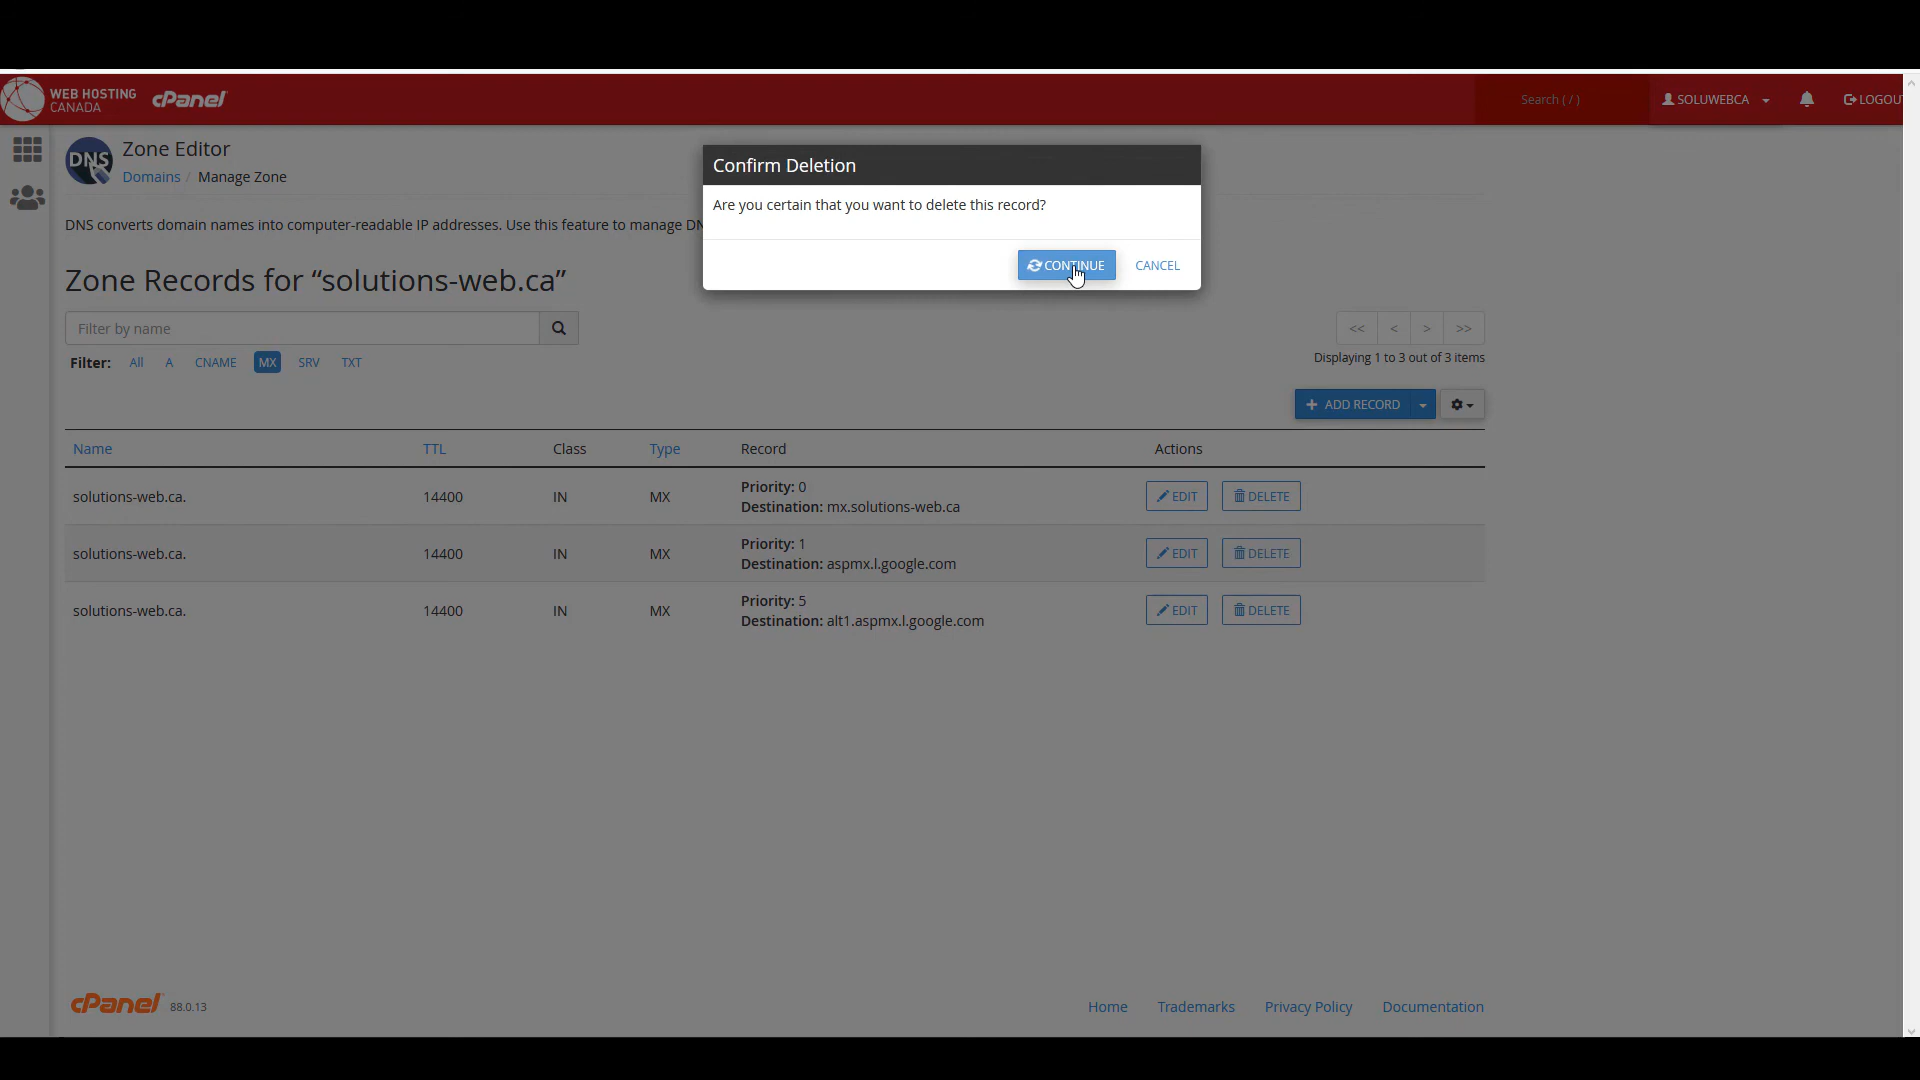 WEB HOSTING
CANADA
cPanel
Search ( / )
SOLUWEBCA
LOGOU
DNS
Zone Editor
Domains / Manage Zone
Confirm Deletion
Are you certain that you want to delete this record?
CONTINUE
CANCEL
DNS converts domain names into computer-readable IP addresses. Use this feature to manage DN
Zone Records for “solutions-web.ca”
Filter by name
<< < > >>
Filter: All A CNAME MX SRV TXT
Displaying 1 to 3 out of 3 items
+ ADD RECORD
Name TTL Class Type Record Actions
solutions-web.ca. 14400 IN MX Priority: 0 EDIT DELETE
Destination: mx.solutions-web.ca
solutions-web.ca. 14400 IN MX Priority: 1 EDIT DELETE
Destination: aspmx.l.google.com
solutions-web.ca. 14400 IN MX Priority: 5 EDIT DELETE
Destination: alt1.aspmx.l.google.com
cPanel 88.0.13
Home Trademarks Privacy Policy Documentation